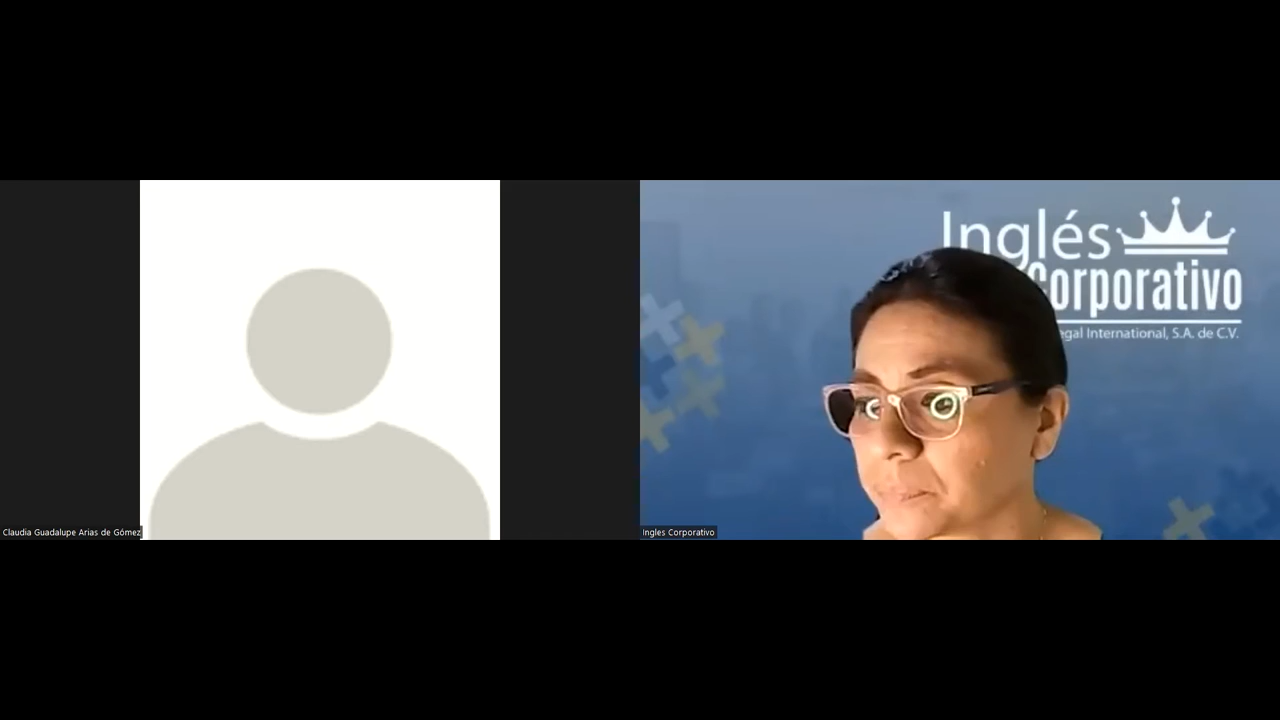 Inglés
Corporativo
egal International, S.A. de C.V.
Claudia Guadalupe Arias de Gómez
Ingles Corporativo